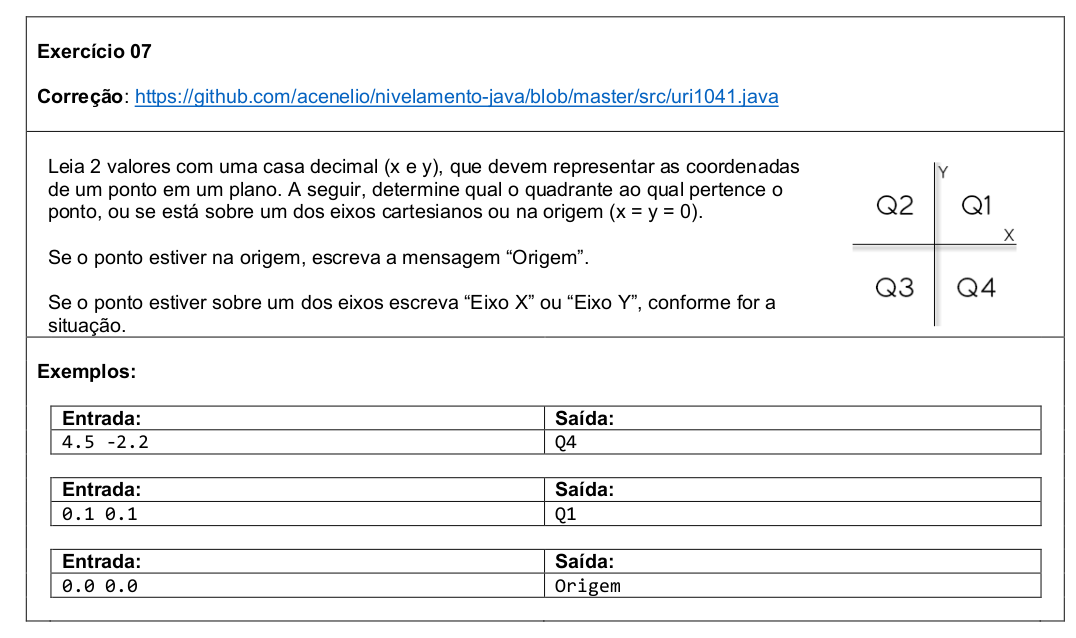 Exercício 07
Correção: https://github.com/acenelio/nivelamento-java/blob/master/src/uri1041.java
Leia 2 valores com uma casa decimal (x e y), que devem representar as coordenadas
de um ponto em um plano. A seguir, determine qual o quadrante ao qual pertence o
ponto, ou se está sobre um dos eixos cartesianos ou na origem (x = y = 0).
Se o ponto estiver na origem, escreva a mensagem “Origem”.
Se o ponto estiver sobre um dos eixos escreva “Eixo X” ou “Eixo Y”, conforme for a
situação.
Y
Q2 Q1
X
Q3 Q4
Exemplos:
Entrada: Saída:
4.5 -2.2 Q4
Entrada: Saída:
0.1 0.1 Q1
Entrada: Saída:
0.0 0.0 Origem